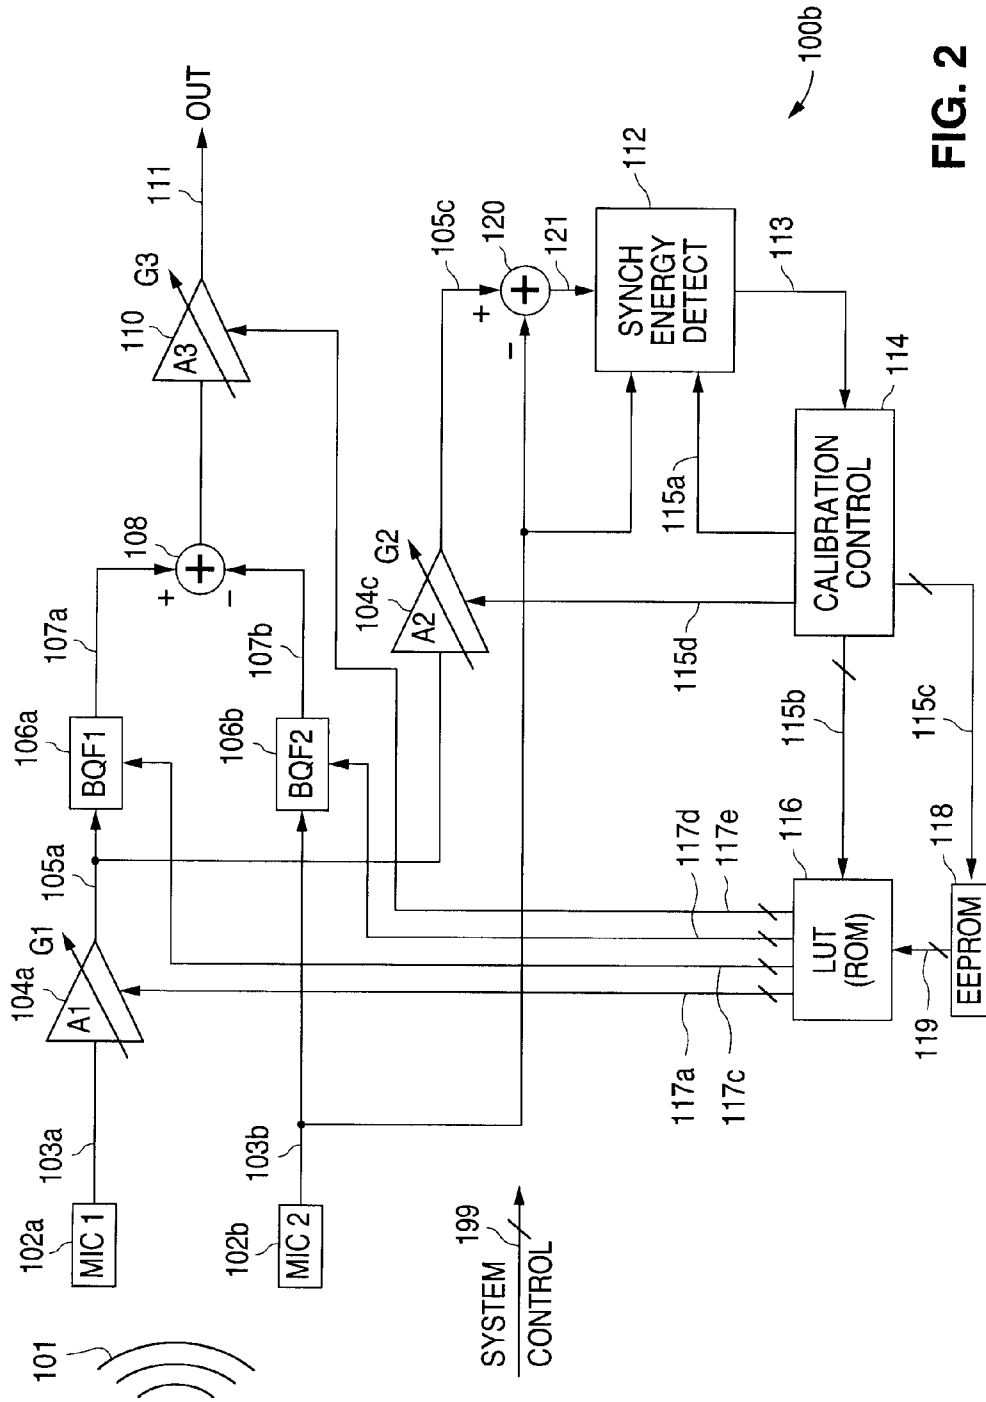 101
102a
MIC 1
103a
104a
A1
G1
105a
106a
BQF1
107a
+
108
+
−
110
A3
G3
111
OUT
102b
MIC 2
103b
106b
BQF2
107b
104c
A2
G2
105c
+
−
+
120
121
SYNCH
ENERGY
DETECT
112
113
115a
115d
CALIBRATION
CONTROL
114
115b
115c
LUT
(ROM)
116
EEPROM
118
119
117a
117c
117d
117e
SYSTEM
CONTROL
199
100b
FIG. 2